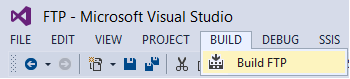 FTP - Microsoft Visual Studio
FILE EDIT VIEW PROJECT BUILD DEBUG SSIS
Build FTP